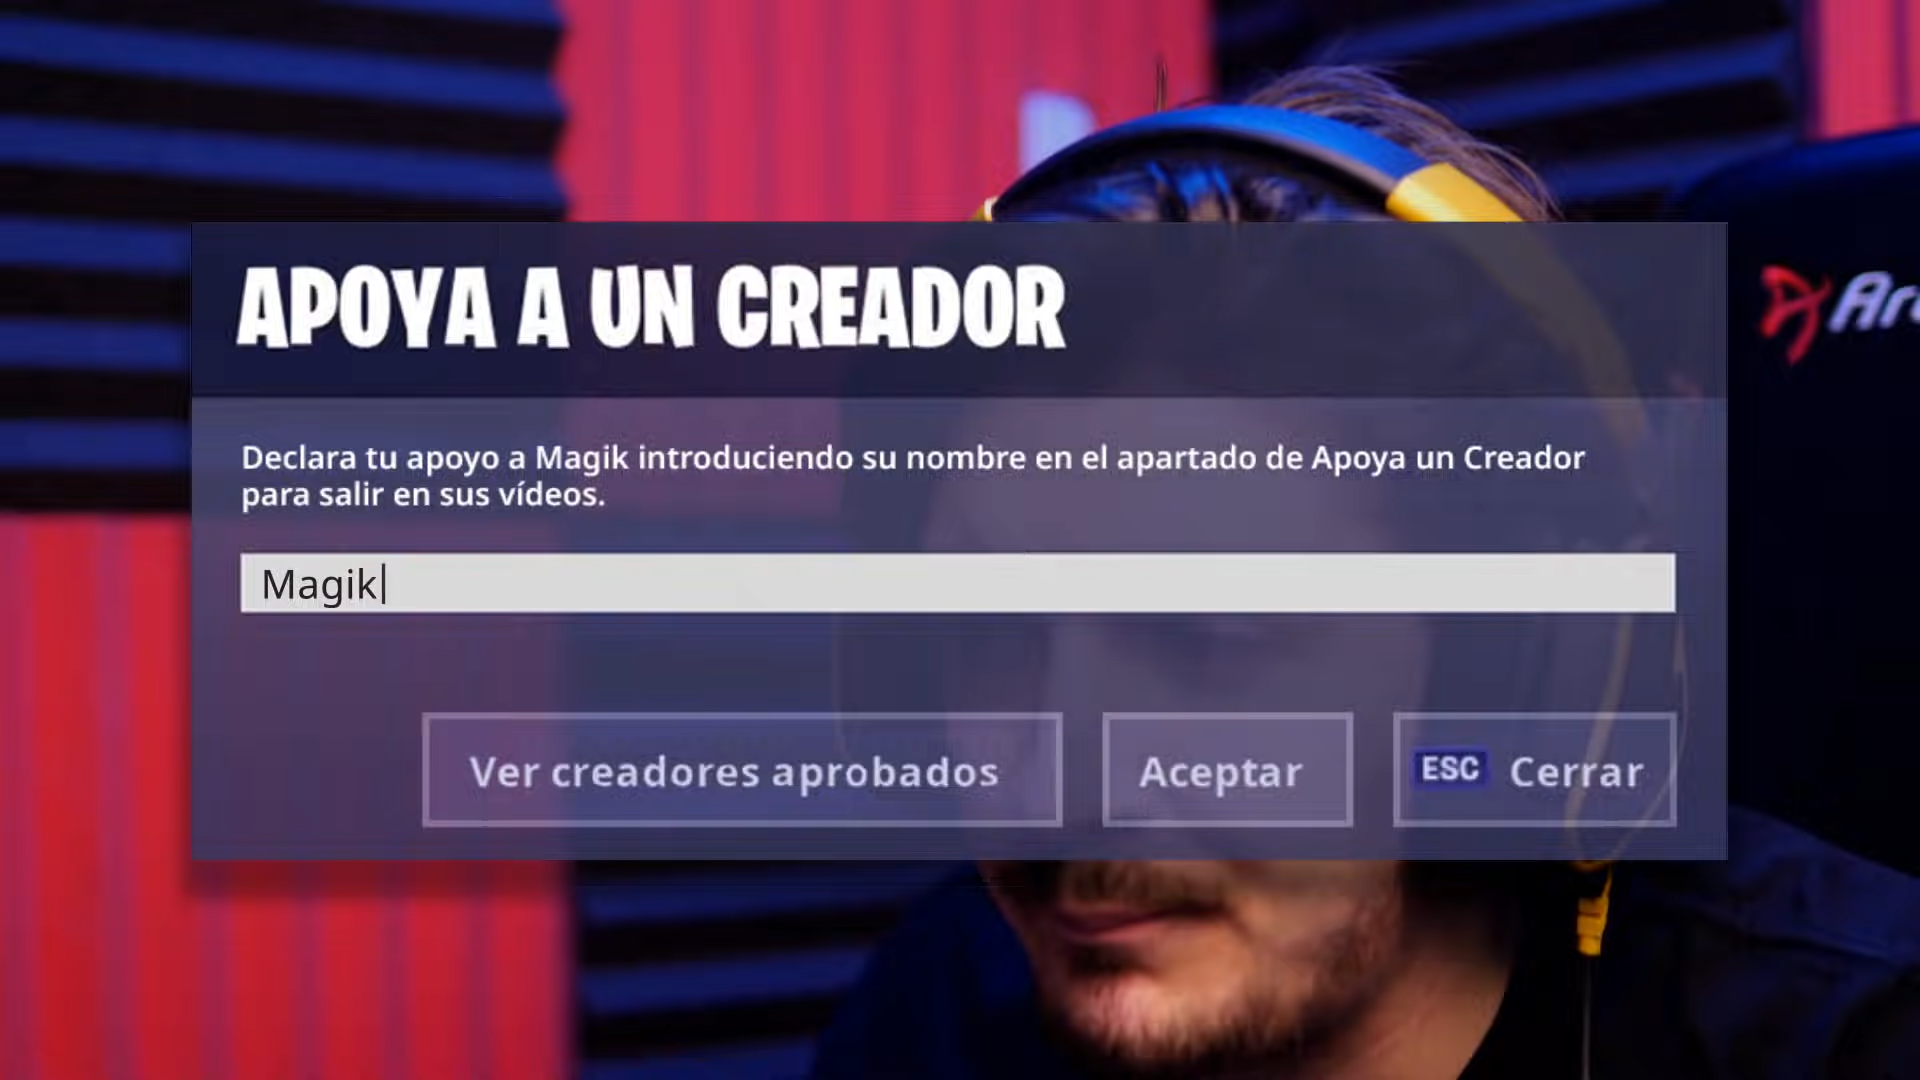 APOYA A UN CREADOR
Declara tu apoyo a Magik introduciendo su nombre en el apartado de Apoya un Creador
para salir en sus vídeos.
Magik
Ver creadores aprobados
Aceptar
ESC Cerrar